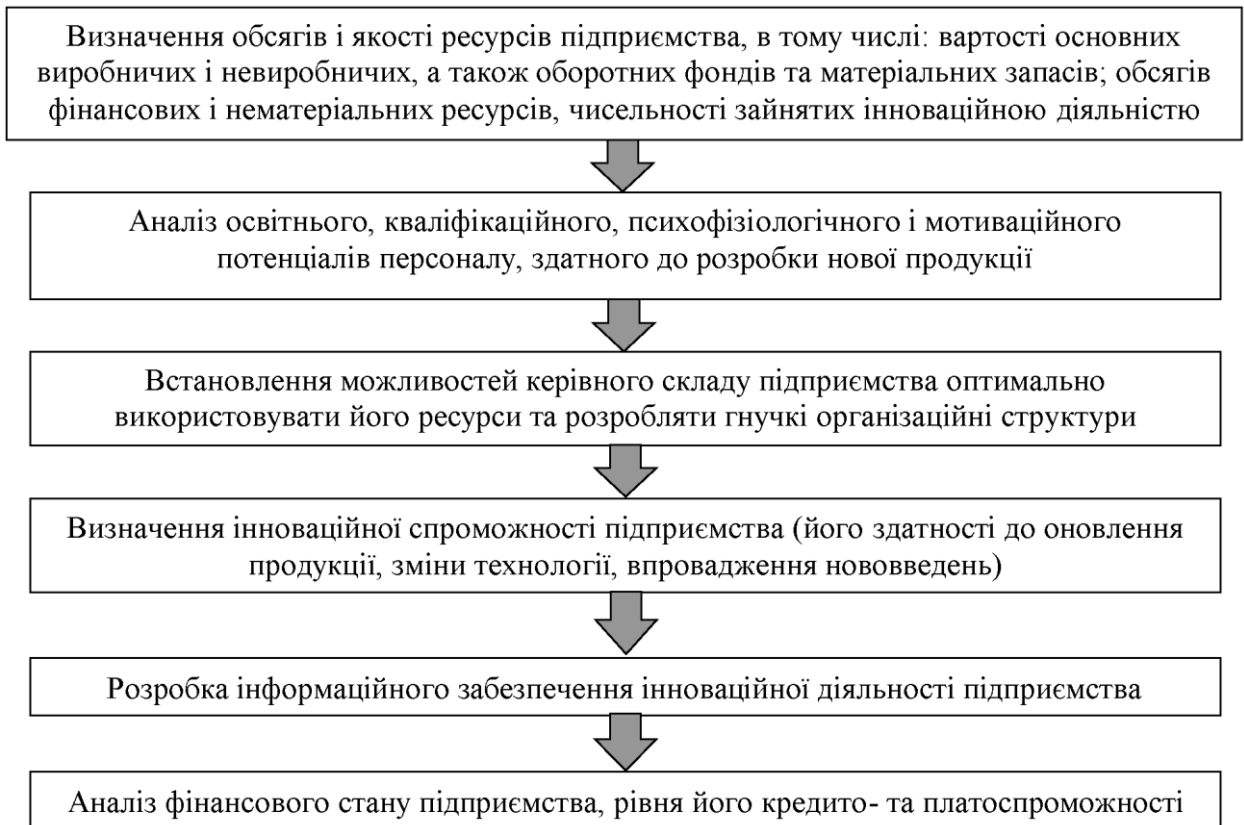 Визначення обсягів і якості ресурсів підприємства, в тому числі: вартості основних
виробничих і невиробничих, а також оборотних фондів та матеріальних запасів; обсягів
фінансових і нематеріальних ресурсів, чисельності зайнятих інноваційною діяльністю
Аналіз освітнього, кваліфікаційного, психофізіологічного і мотиваційного
потенціалів персоналу, здатного до розробки нової продукції
Встановлення можливостей керівного складу підприємства оптимально
використовувати його ресурси та розробляти гнучкі організаційні структури
Визначення інноваційної спроможності підприємства (його здатності до оновлення
продукції, зміни технології, впровадження нововведень)
Розробка інформаційного забезпечення інноваційної діяльності підприємства
Аналіз фінансового стану підприємства, рівня його кредито- та платоспроможності